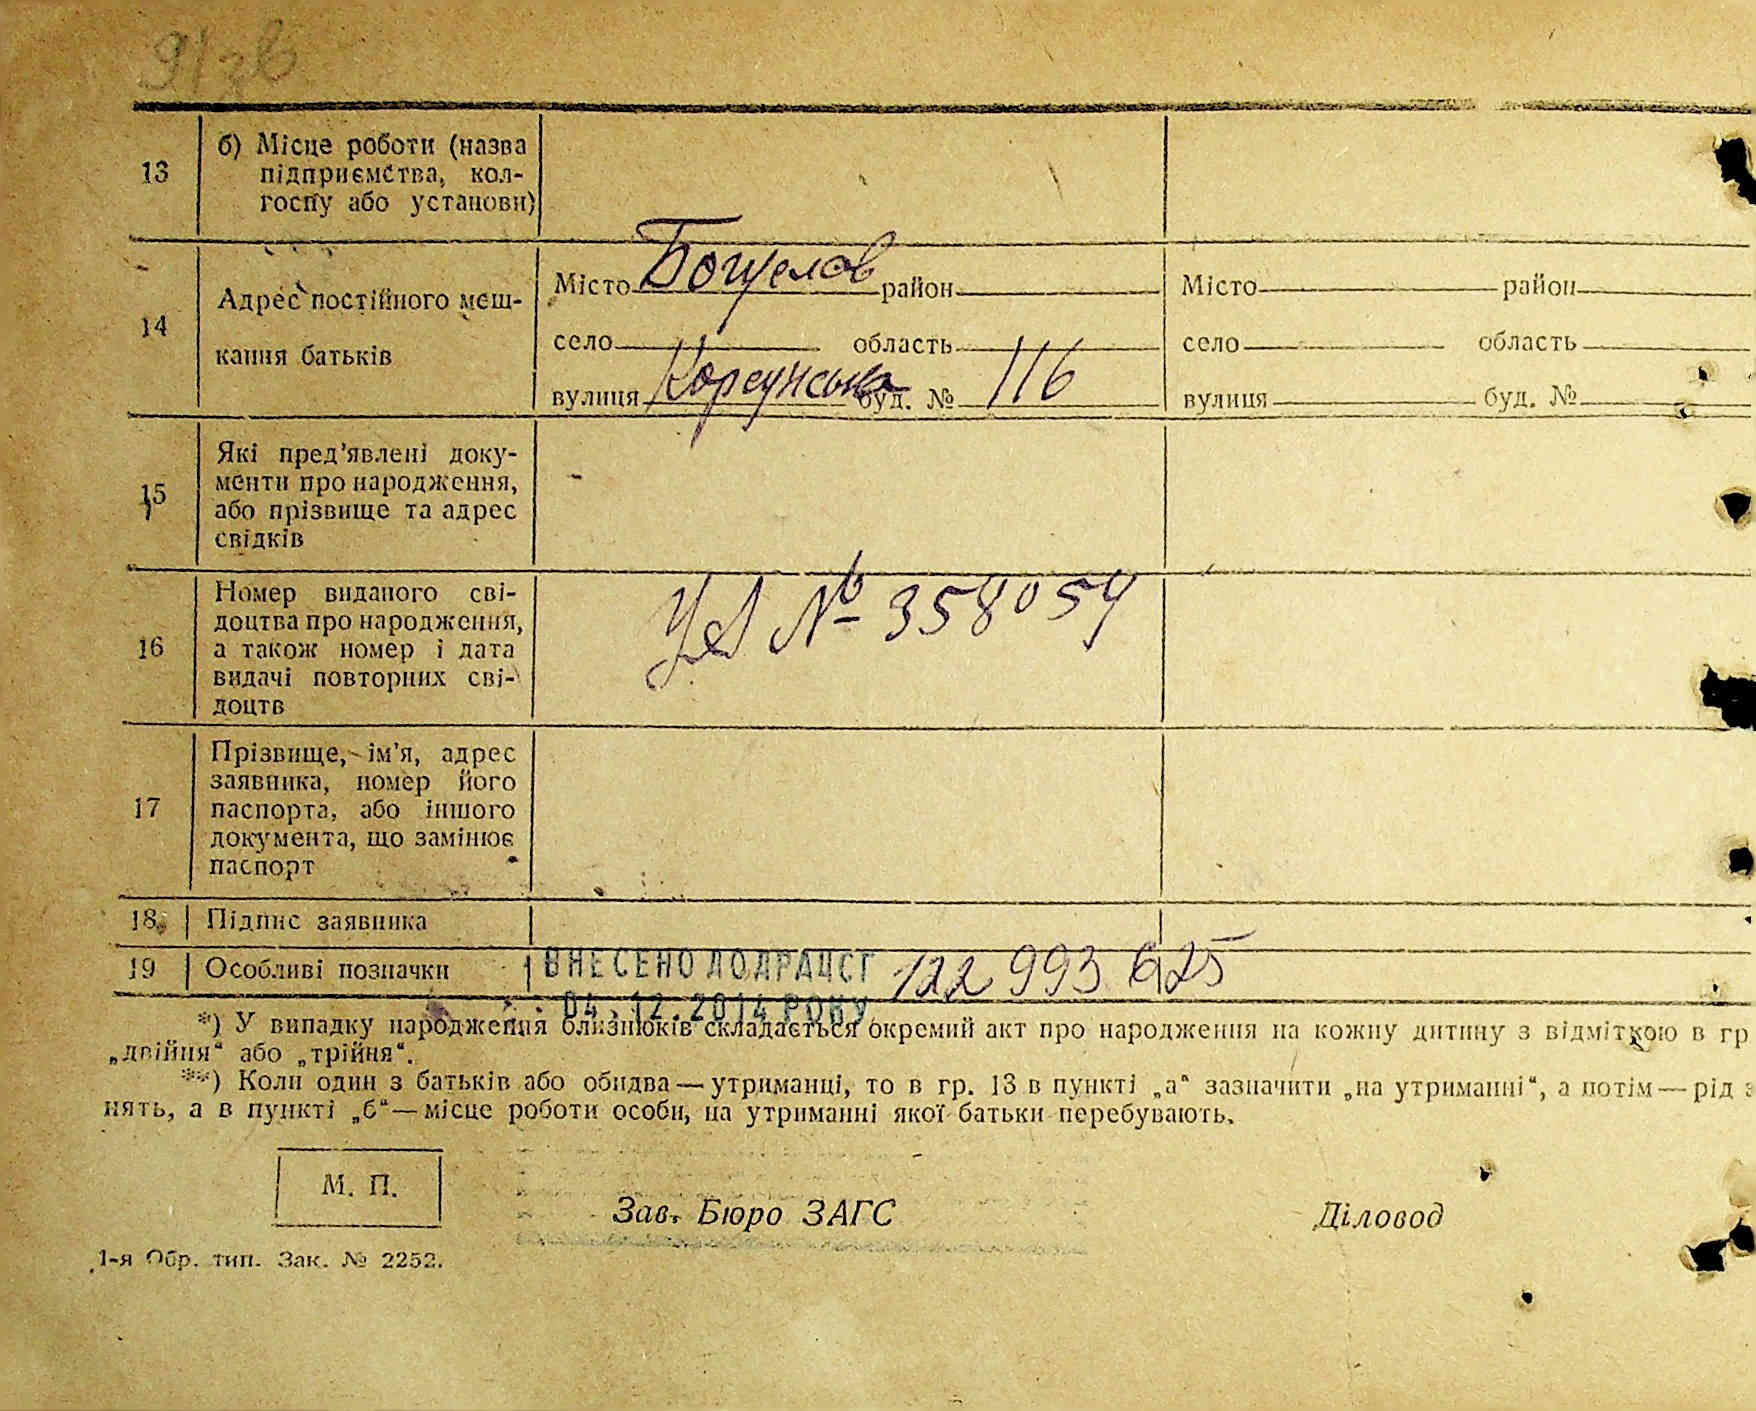 91зв
13
б) Місце роботи (назва
підприємства, кол-
госпу або установи)
14
Адрес постійного меш-
кання батьків
Місто район
село область
вулиця Корсунська буд. № 116
Місто район
село область
вулиця буд. №
15
Які пред’явлені доку-
менти про народження,
або прізвище та адрес
свідків
16
Номер виданого сві-
доцтва про народження,
а також номер і дата
видачі повторних сві-
доцтв
№ 358054
17
Прізвище, ім’я, адрес
заявника, номер його
паспорта, або іншого
документа, що замінює
паспорт
18
Підпис заявника
19
Особливі позначки
ВНЕСЕНО ДО ДРАЦСГ 122 993 625
04.12.2014 РОКУ
*) У випадку народження близнюків складається окремий акт про народження на кожну дитину з відміткою в гр
„двійня“ або „трійня“.
**) Коли один з батьків або обидва — утриманці, то в гр. 13 в пункті „а“ зазначити „на утриманні“, а потім — рід з
нять, а в пункті „б“ — місце роботи особи, на утриманні якої батьки перебувають.
М. П.
Зав. Бюро ЗАГС
Діловод
1-я Обр. тип. Зак. № 2252.